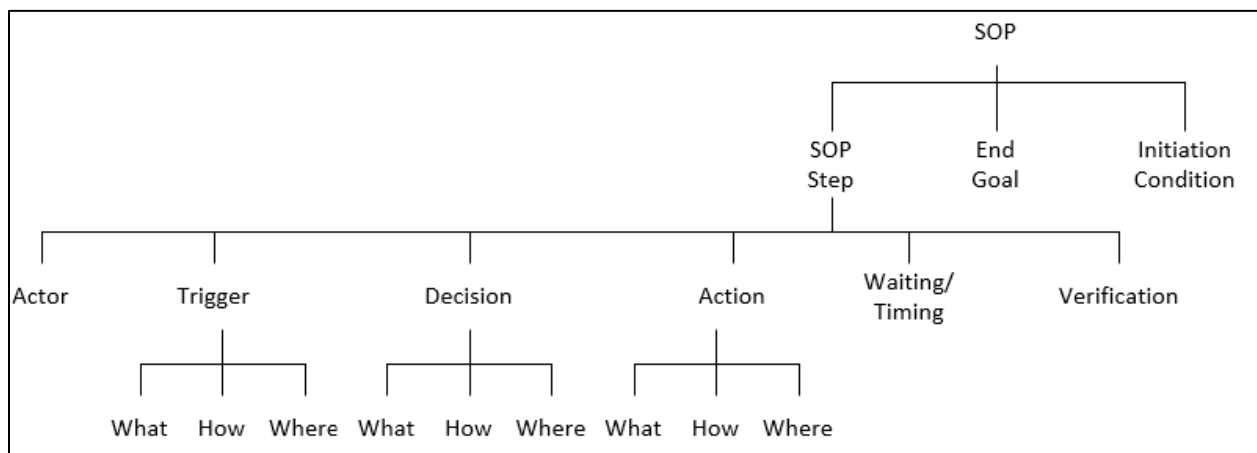 SOP
SOP End Initiation
Step Goal Condition
Actor Trigger Decision Action Waiting/ Verification
Timing
What How Where What How Where What How Where